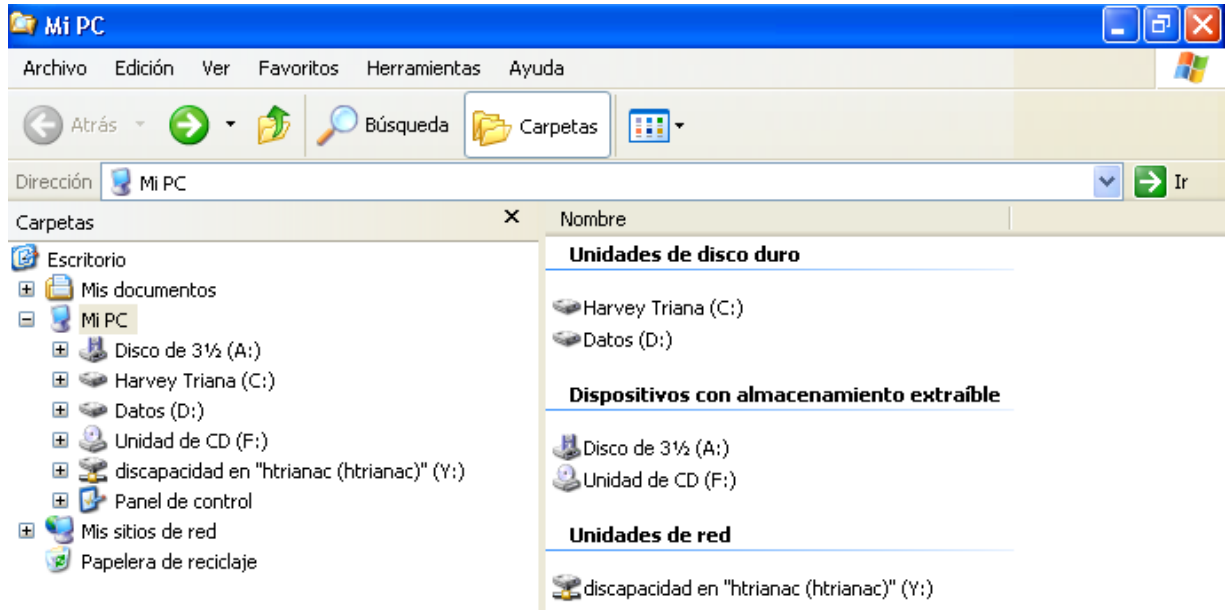 Mi PC
Archivo Edición Ver Favoritos Herramientas Ayuda
Atrás Búsqueda Carpetas
Dirección Mi PC Ir
Carpetas
Escritorio
Mis documentos
Mi PC
Disco de 3½ (A:)
Harvey Triana (C:)
Datos (D:)
Unidad de CD (F:)
discapacidad en "htrianac (htrianac)" (Y:)
Panel de control
Mis sitios de red
Papelera de reciclaje
Nombre
Unidades de disco duro
Harvey Triana (C:)
Datos (D:)
Dispositivos con almacenamiento extraíble
Disco de 3½ (A:)
Unidad de CD (F:)
Unidades de red
discapacidad en "htrianac (htrianac)" (Y:)